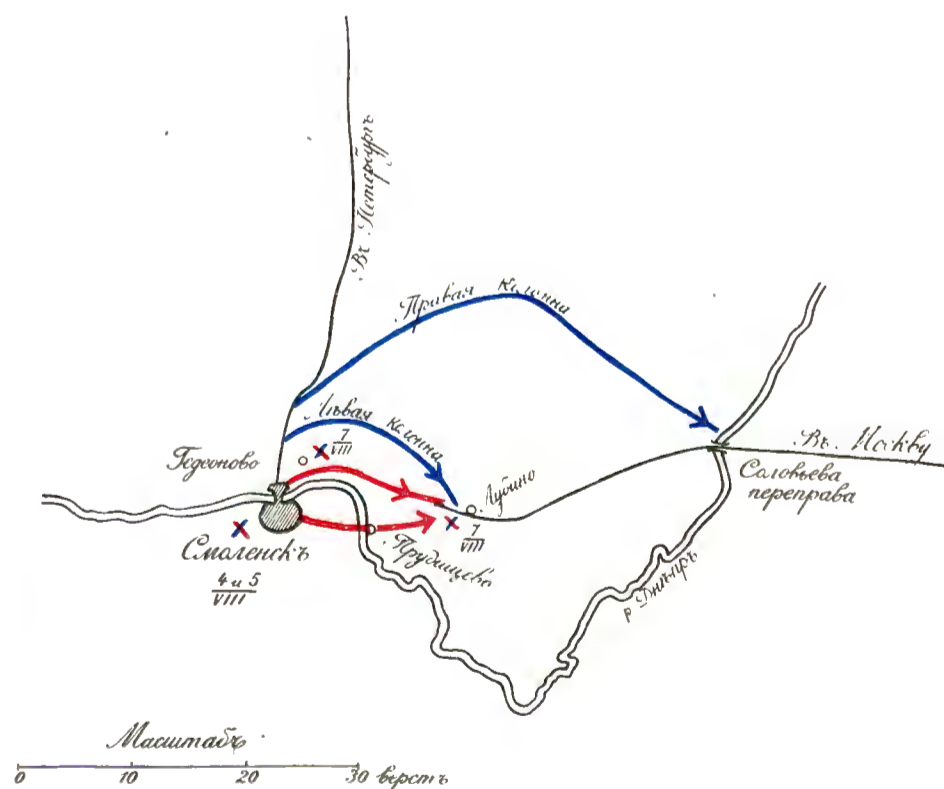 Въ Петербургъ
Правая Колонна
Лѣвая Колонна
7
VIII
Гедеоново
Лубино
7
VIII
Въ Москву
Соловьева
переправа
Смоленскъ
4 и 5
VIII
Прудищево
р. Днѣпръ
Масштабъ.
0 10 20 30 верстъ